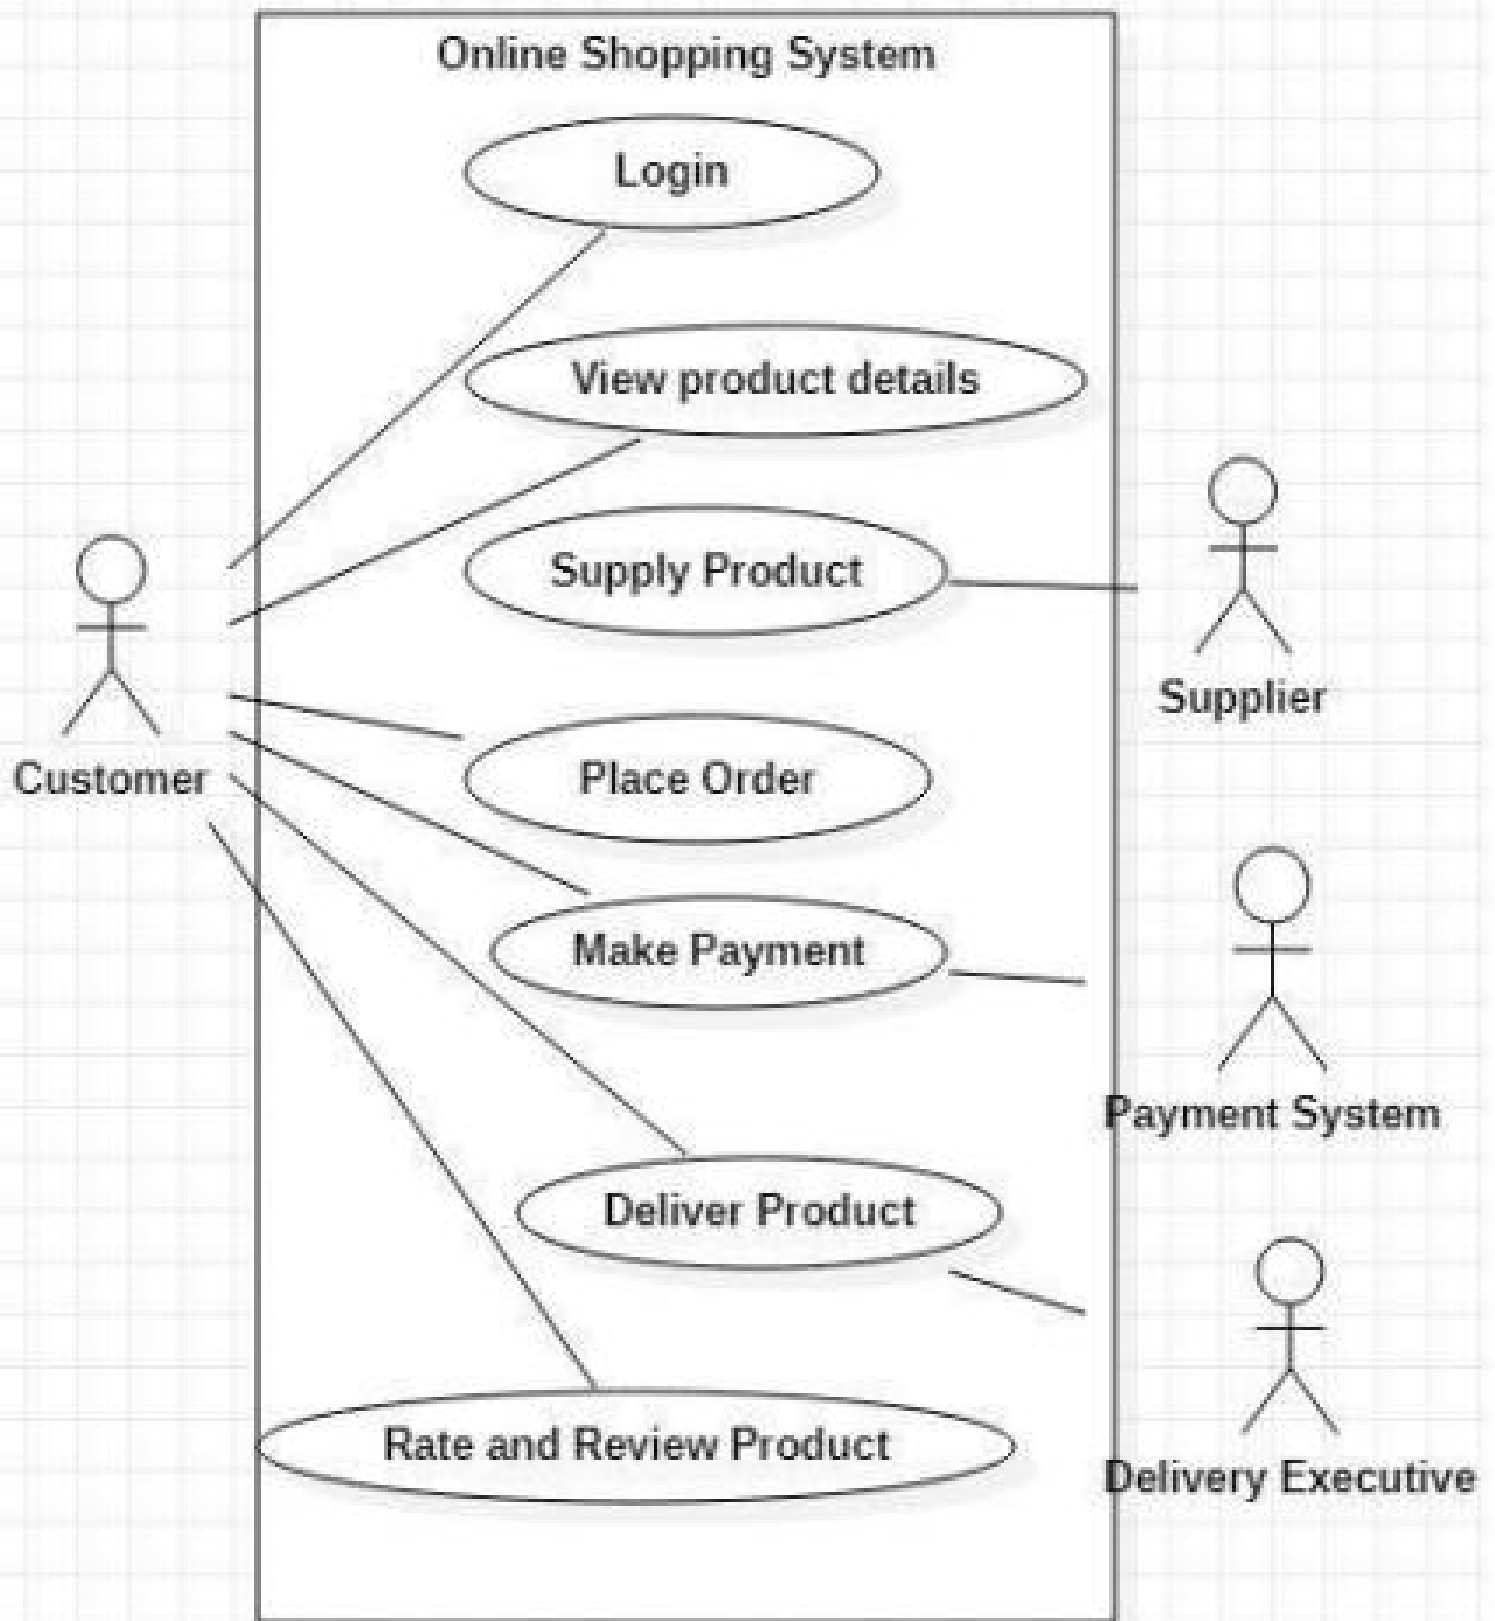 Online Shopping System
Login
View product details
Supply Product
Supplier
Customer
Place Order
Make Payment
Payment System
Deliver Product
Rate and Review Product
Delivery Executive